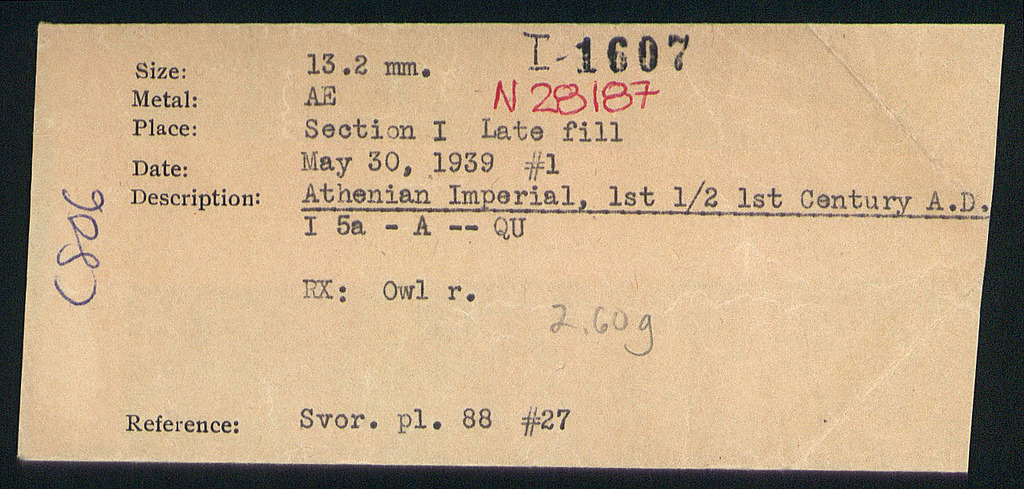 I-1607
Size: 13.2 mm.
Metal: AE N 28187
Place: Section I Late fill
Date: May 30, 1939 #1
Description: Athenian Imperial, 1st 1/2 1st Century A.D.
I 5a - A -- QU
RX: Owl r.
2.60g
Reference: Svor. pl. 88 #27
C806